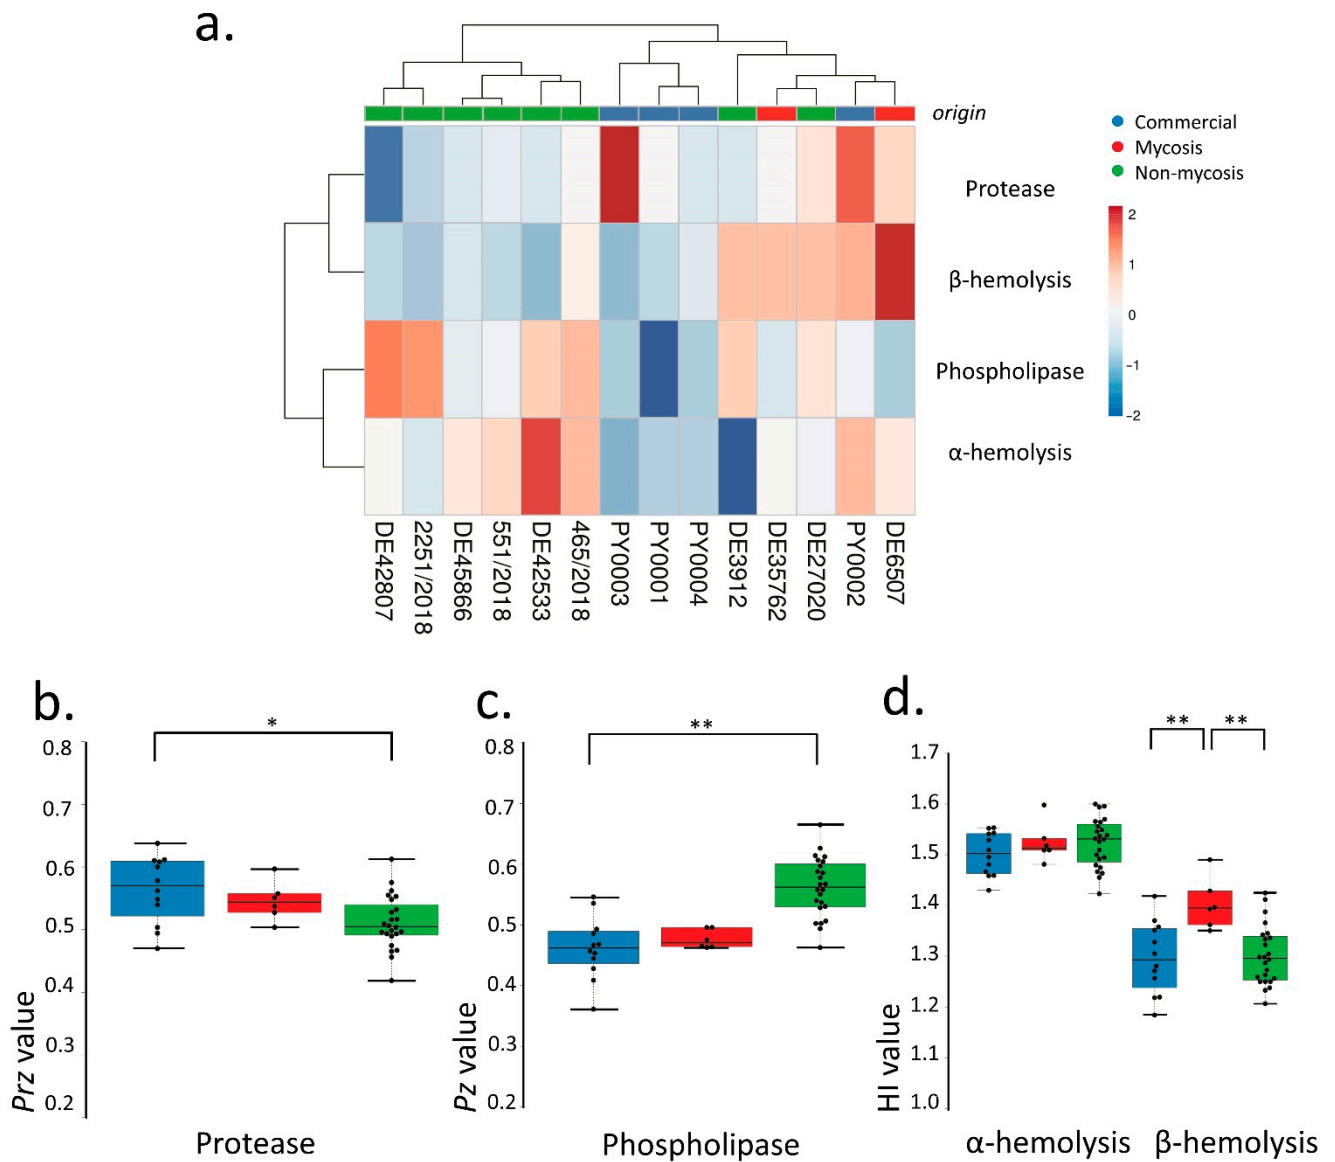 a.
origin
Commercial
Mycosis
Non-mycosis
Protease
β-hemolysis
Phospholipase
α-hemolysis
2
1
0
-1
-2
DE42807
2251/2018
DE45866
551/2018
DE42533
465/2018
PY0003
PY0001
PY0004
DE3912
DE35762
DE27020
PY0002
DE6507
b.
*
0.8
0.7
0.6
0.5
0.4
0.3
0.2
Prz value
Protease
c.
**
0.8
0.7
0.6
0.5
0.4
0.3
0.2
Pz value
Phospholipase
d.
** **
1.7
1.6
1.5
1.4
1.3
1.2
1.1
1.0
HI value
α-hemolysis β-hemolysis